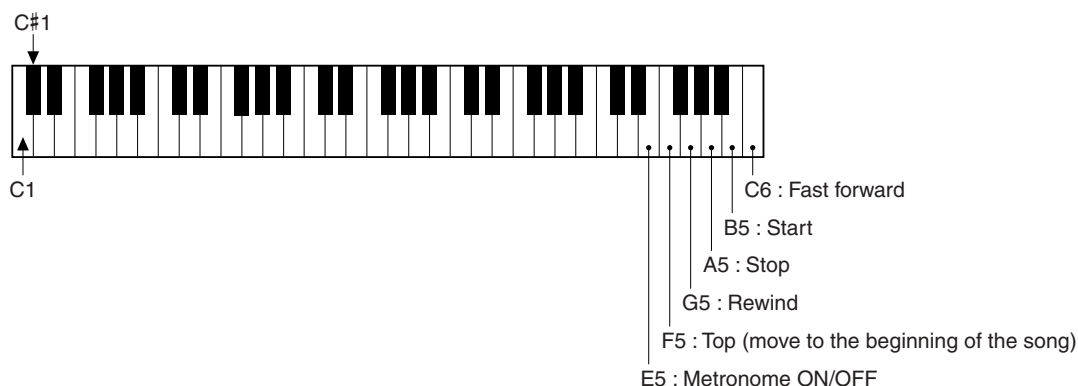 C#1
C1
C6 : Fast forward
B5 : Start
A5 : Stop
G5 : Rewind
F5 : Top (move to the beginning of the song)
E5 : Metronome ON/OFF